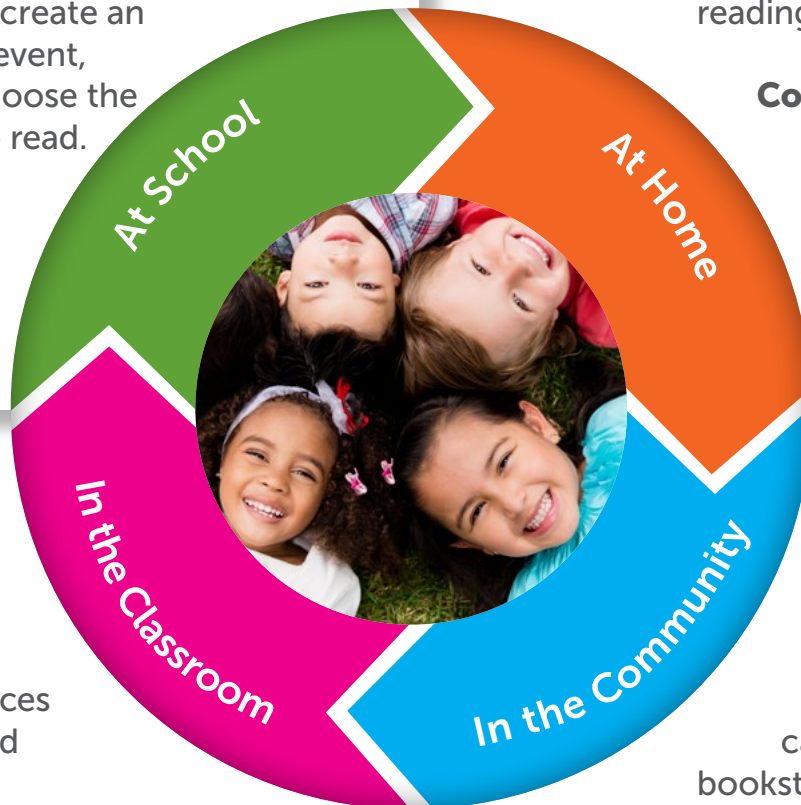 create an
event,
oose the
read.
reading
Co
At School
At Home
In the Classroom
In the Community
ces
d
ca
bookst